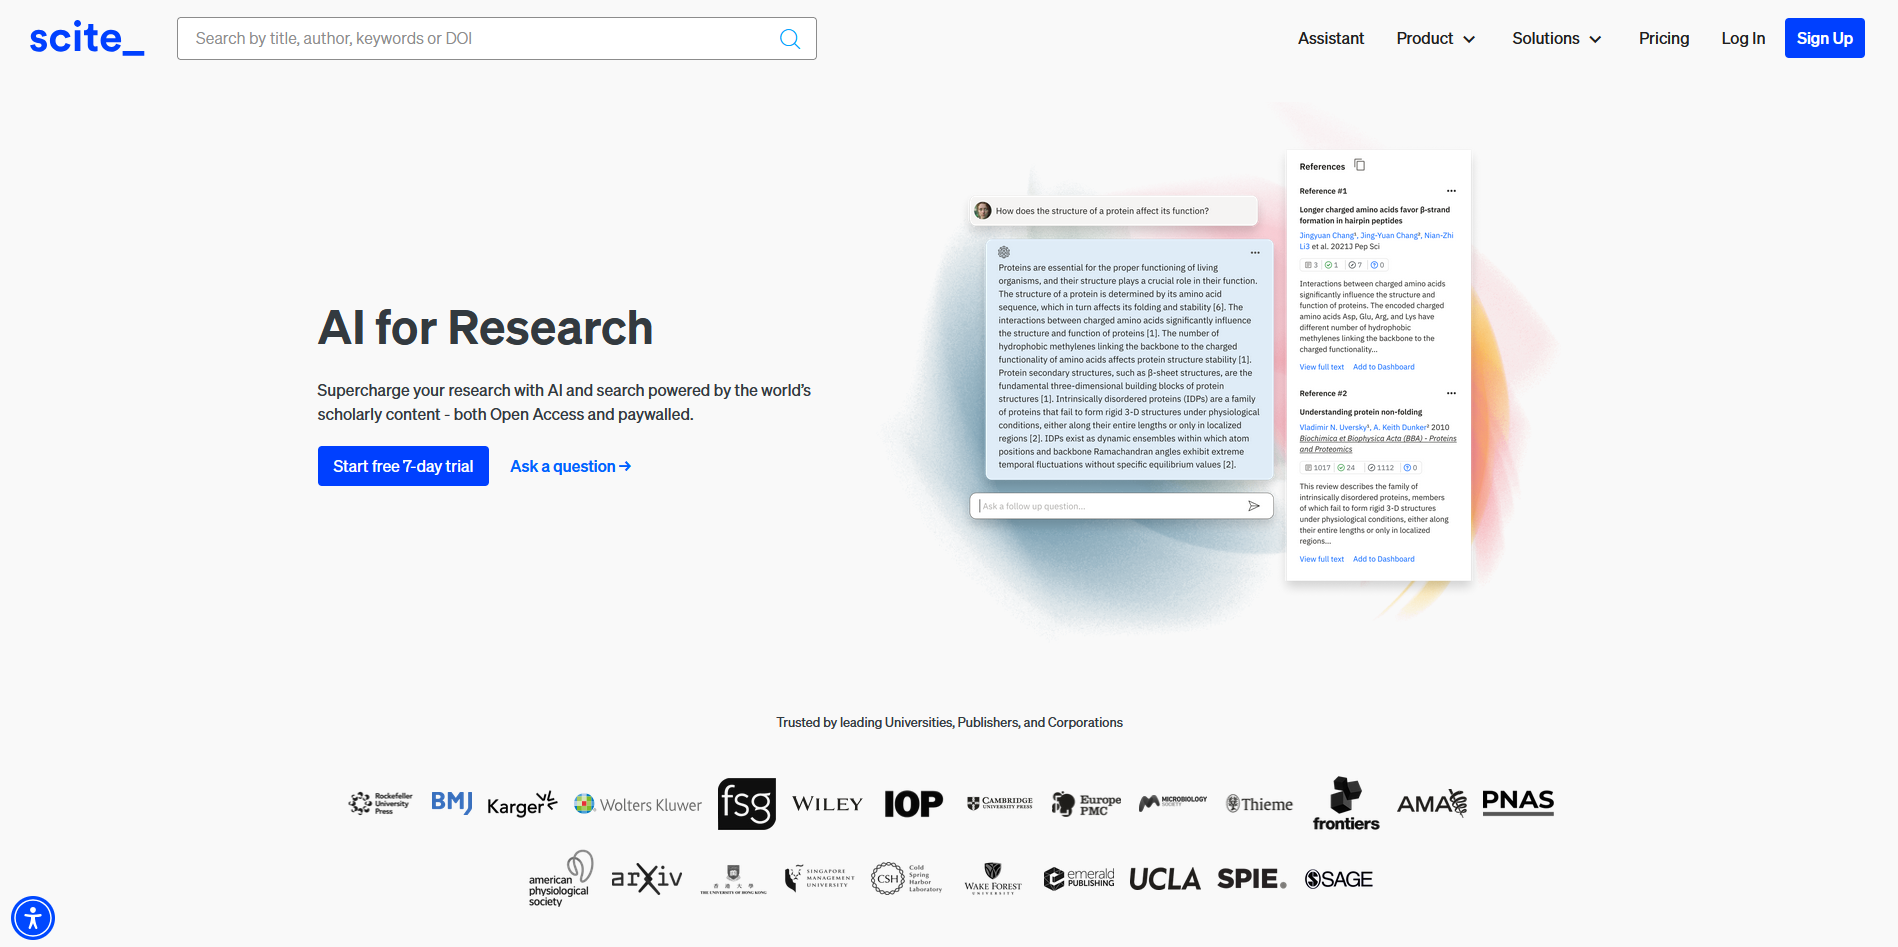 scite_
Search by title, author, keywords or DOI
Assistant
Product
Solutions
Pricing
Log In
Sign Up
AI for Research
Supercharge your research with AI and search powered by the world's
scholarly content - both Open Access and paywalled.
Start free 7-day trial
Ask a question →
How does the structure of a protein affect its function?
Proteins are essential for the proper functioning of living
organisms, and their structure plays a crucial role in their function.
The structure of a protein is determined by its amino acid
sequence, which in turn affects its folding and stability [6]. The
interactions between charged amino acids significantly influence
the structure and function of proteins [1]. The number of
hydrophobic methylenes linking the backbone to the charged
functionality of amino acids affects protein structure stability [1].
Protein secondary structures, such as β-sheet structures, are the
fundamental three-dimensional building blocks of protein
structures [1]. Intrinsically disordered proteins (IDPs) are a family
of proteins that fail to form rigid 3-D structures under physiological
conditions, either along their entire lengths or only in localized
regions [2]. IDPs exist as dynamic ensembles within which atom
positions and backbone Ramachandran angles exhibit extreme
temporal fluctuations without specific equilibrium values [2].
Ask a follow up question...
References
Reference #1
Longer charged amino acids favor β-strand
formation in hairpin peptides
Jingyuan Chang¹, Jing-Yuan Chang², Nian-Zhi
Li3 et al. 2021J Pep Sci
3 1 7 0
Interactions between charged amino acids
significantly influence the structure and
function of proteins. The encoded charged
amino acids Asp, Glu, Arg, and Lys have
different number of hydrophobic
methylenes linking the backbone to the
charged functionality...
View full text Add to Dashboard
Reference #2
Understanding protein non-folding
Vladimir N. Uversky¹, A. Keith Dunker² 2010
Biochimica et Biophysica Acta (BBA) - Proteins
and Proteomics
1017 24 1112 0
This review describes the family of
intrinsically disordered proteins, members
of which fail to form rigid 3-D structures
under physiological conditions, either along
their entire lengths or only in localized
regions...
View full text Add to Dashboard
Trusted by leading Universities, Publishers, and Corporations
Rockefeller
University
Press
BMJ
Karger
Wolters Kluwer
fsg
WILEY
IOP
CAMBRIDGE
UNIVERSITY PRESS
Europe
PMC
MICROBIOLOGY
SOCIETY
Thieme
frontiers
AMA
PNAS
american
physiological
society
arXiv
香港大學
THE UNIVERSITY OF HONG KONG
SINGAPORE
MANAGEMENT
UNIVERSITY
CSH
Cold
Spring
Harbor
Laboratory
WAKE FOREST
UNIVERSITY
emerald
PUBLISHING
UCLA
SPIE.
SAGE